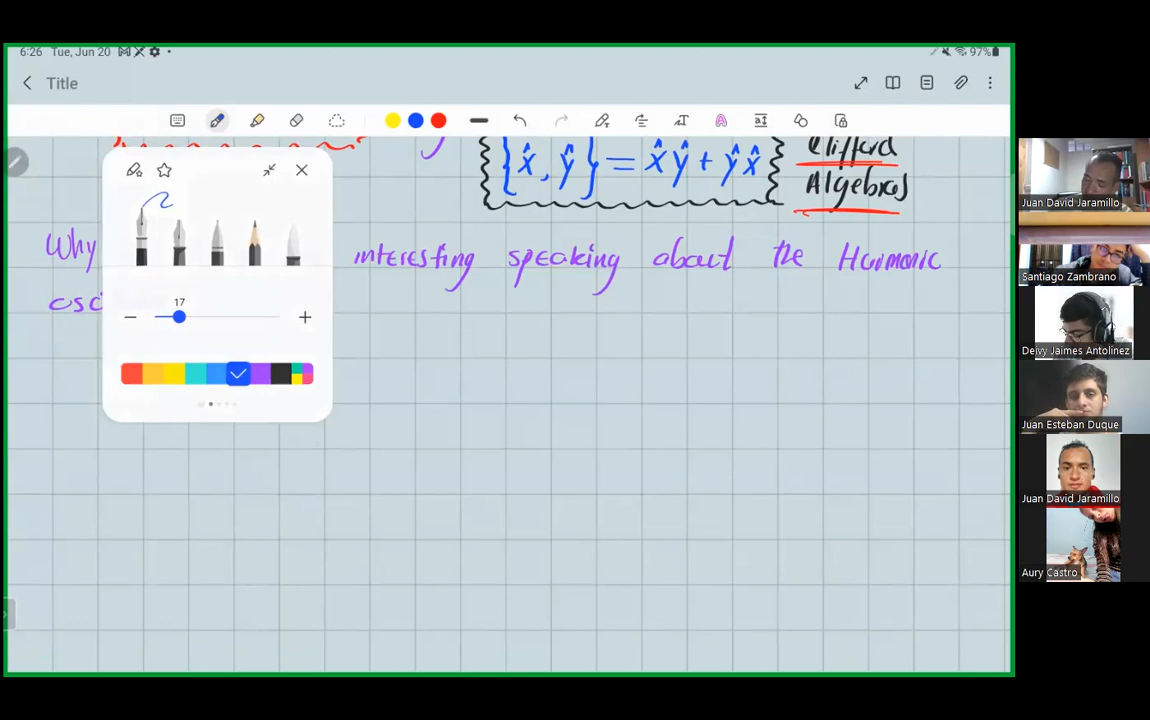 6:26 Tue, Jun 20
97%
Title
{x̂, ŷ} = x̂ŷ + ŷx̂
Clifford
Algebras
Why interesting speaking about the Harmonic
osci
17
Juan David Jaramillo
Santiago Zambrano
Deivy Jaimes Antolinez
Juan Esteban Duque
Juan David Jaramillo
Aury Castro